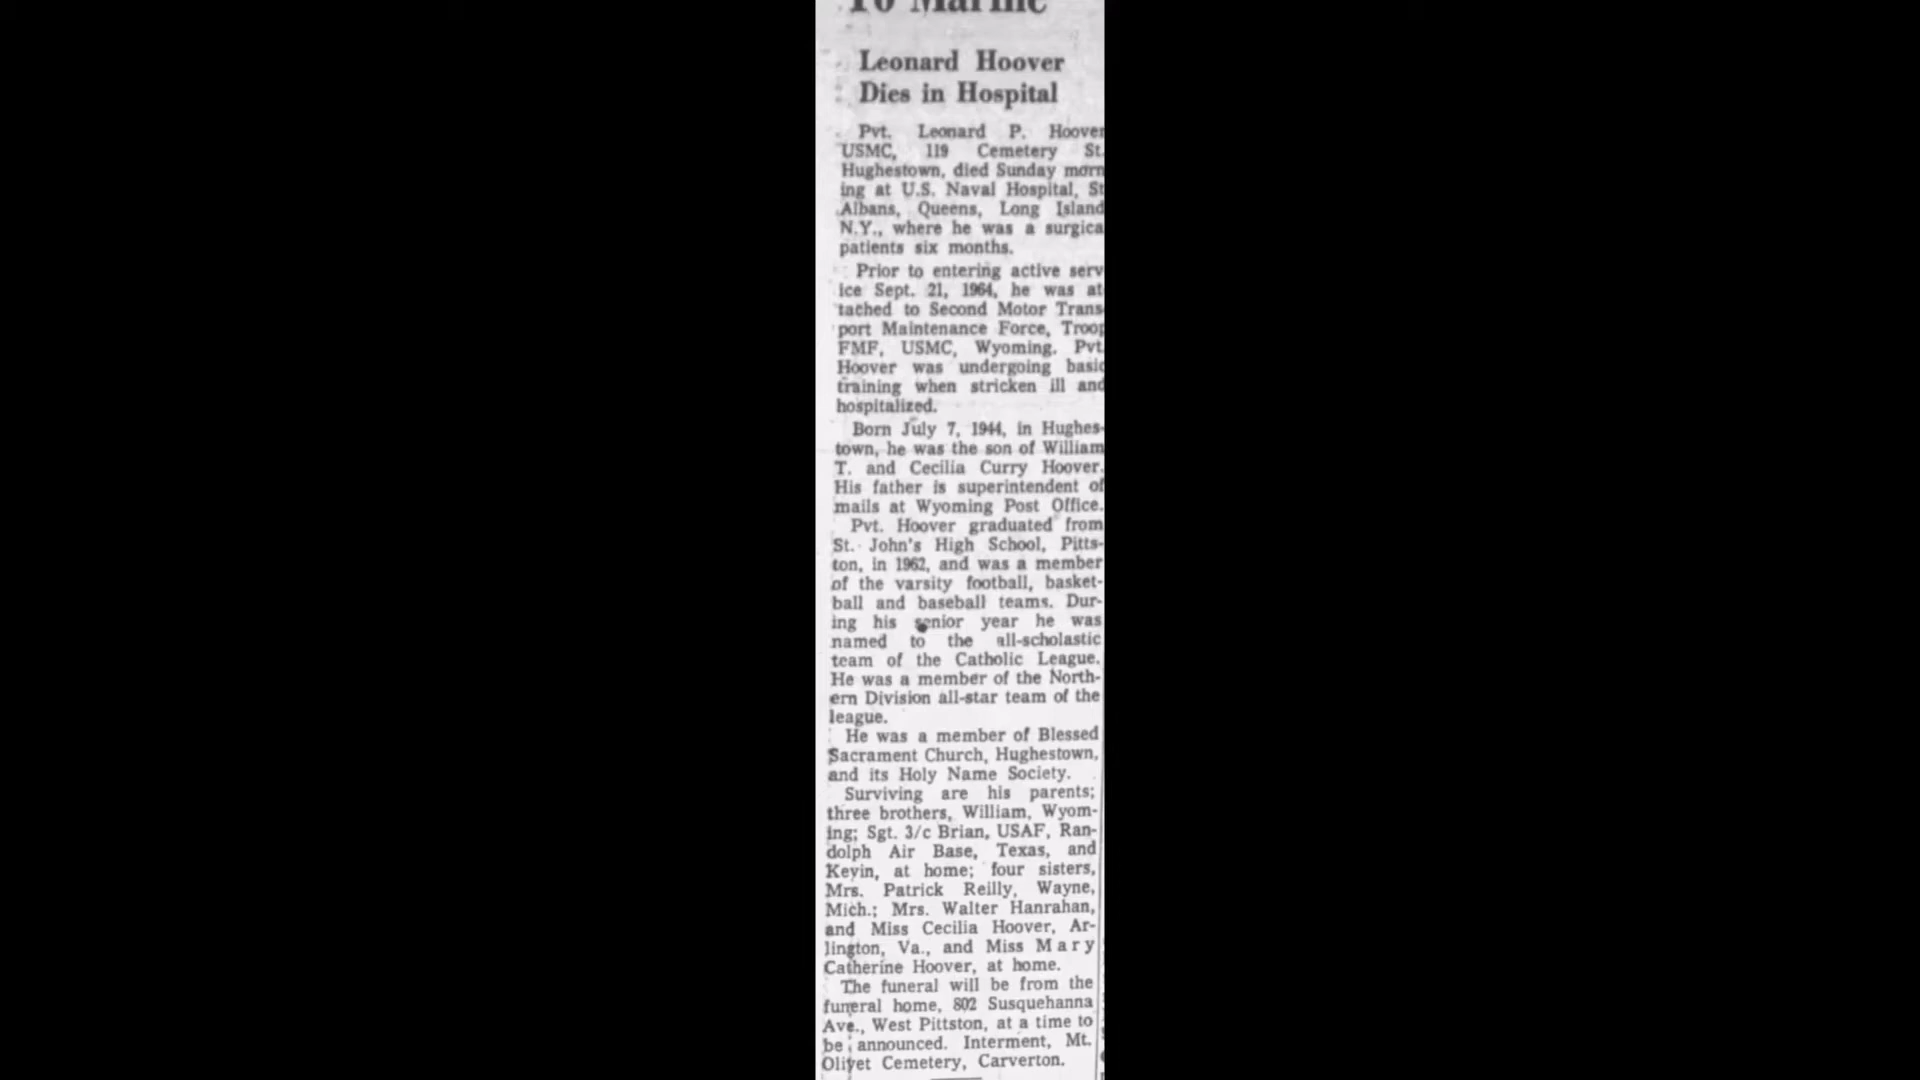 To Marine
Leonard Hoover
Dies in Hospital
Pvt. Leonard P. Hoover
USMC, 119 Cemetery St.
Hughestown, died Sunday morn
ing at U.S. Naval Hospital, St
Albans, Queens, Long Island
N.Y., where he was a surgica
patients six months.
Prior to entering active serv
ice Sept. 21, 1964, he was at
tached to Second Motor Trans-
port Maintenance Force, Troop
FMF, USMC, Wyoming. Pvt.
Hoover was undergoing basic
training when stricken ill and
hospitalized.
Born July 7, 1944, in Hughes-
town, he was the son of William
T. and Cecilia Curry Hoover.
His father is superintendent of
mails at Wyoming Post Office.
Pvt. Hoover graduated from
St. John's High School, Pitts-
ton, in 1962, and was a member
of the varsity football, basket-
ball and baseball teams. Dur-
ing his senior year he was
named to the all-scholastic
team of the Catholic League.
He was a member of the North-
ern Division all-star team of the
league.
He was a member of Blessed
Sacrament Church, Hughestown,
and its Holy Name Society.
Surviving are his parents;
three brothers, William, Wyom-
ing; Sgt. 3/c Brian, USAF, Ran-
dolph Air Base, Texas, and
Kevin, at home; four sisters,
Mrs. Patrick Reilly, Wayne,
Mich.; Mrs. Walter Hanrahan,
and Miss Cecilia Hoover, Ar-
lington, Va., and Miss Mary
Catherine Hoover, at home.
The funeral will be from the
funeral home, 802 Susquehanna
Ave., West Pittston, at a time to
be announced. Interment, Mt.
Olivet Cemetery, Carverton.